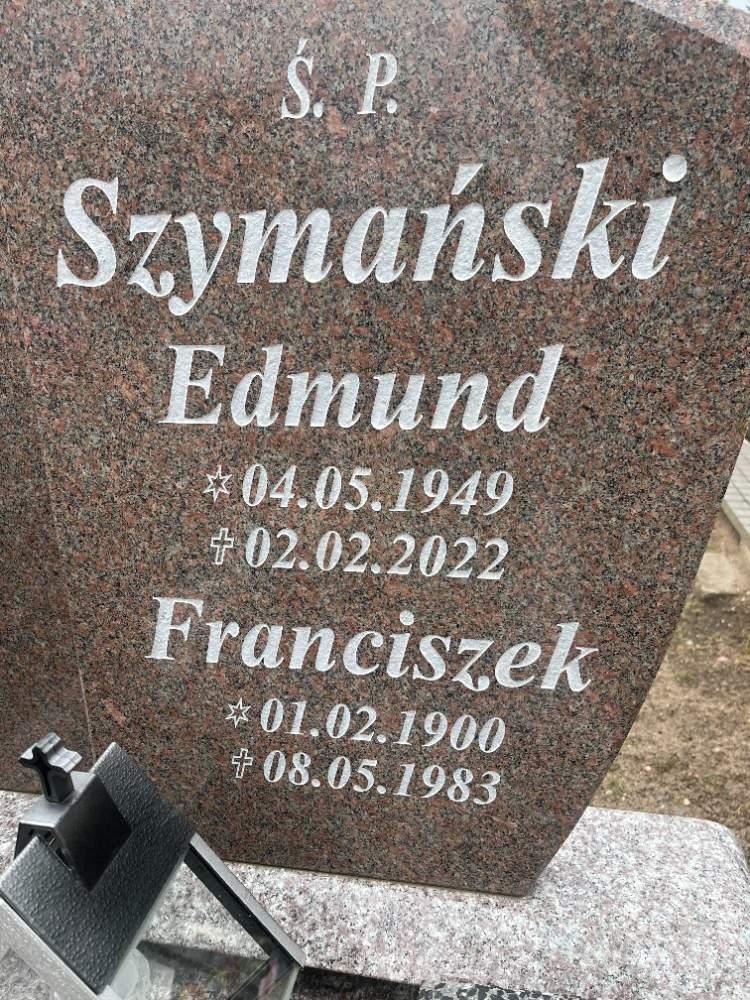 Ś. P.
Szymański
Edmund
* 04.05.1949
✝ 02.02.2022
Franciszek
* 01.02.1900
✝ 08.05.1983